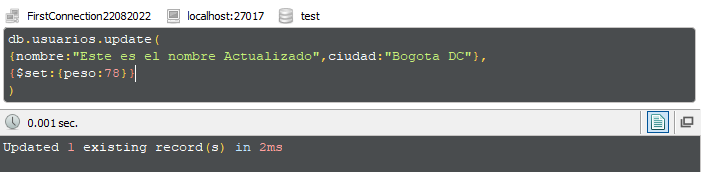 FirstConnection22082022 localhost:27017 test
db.usuarios.update(
{nombre:"Este es el nombre Actualizado",ciudad:"Bogota DC"},
{$set:{peso:78}}
)
0.001 sec.
Updated 1 existing record(s) in 2ms